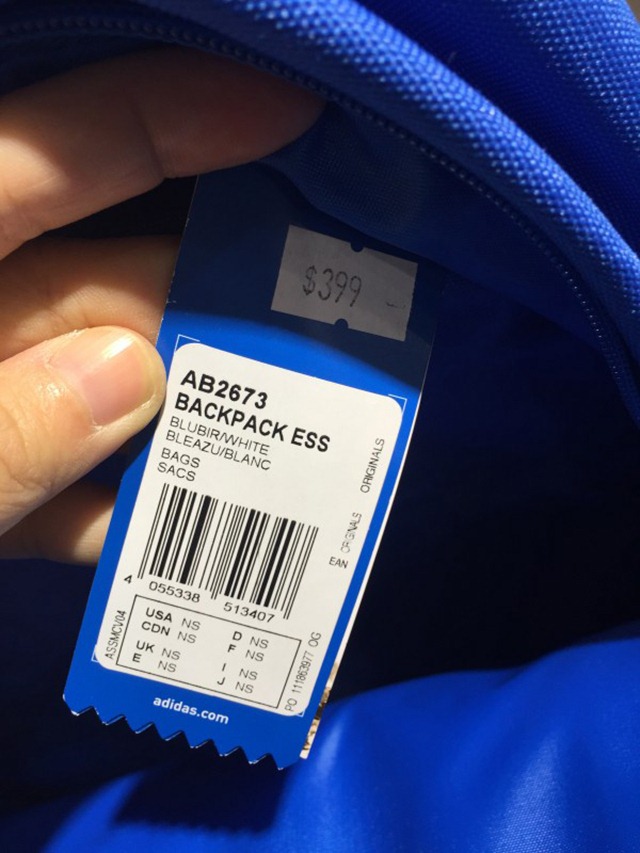 $399
AB2673
BACKPACK ESS
BLUBIR/WHITE
BLEAZU/BLANC
BAGS
SACS
ORIGINALS
ORIGINALS
EAN
4 055338 513407
ASSMCV04
USA NS
CDN NS
UK NS
E NS
D NS
F NS
I NS
J NS
PO 111863977 OG
adidas.com